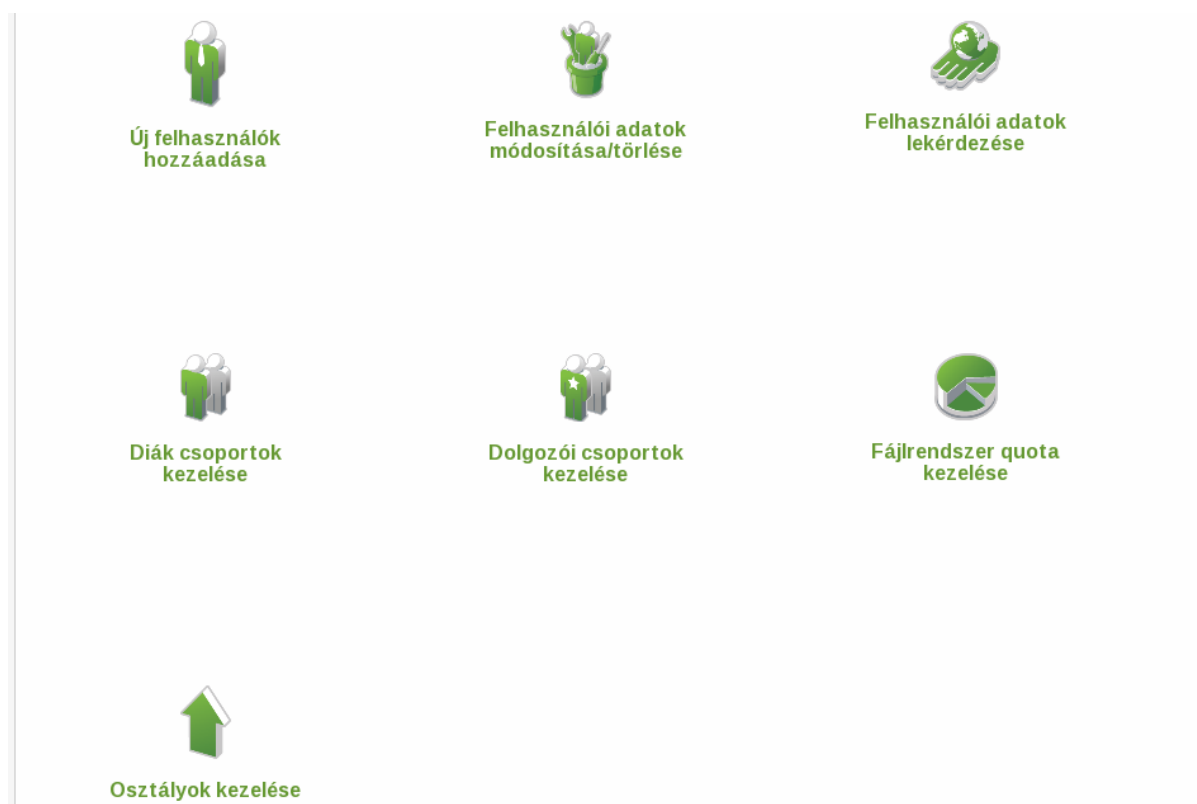 Új felhasználók
hozzáadása
Felhasználói adatok
módosítása/törlése
Felhasználói adatok
lekérdezése
Diák csoportok
kezelése
Dolgozói csoportok
kezelése
Fájlrendszer quota
kezelése
Osztályok kezelése